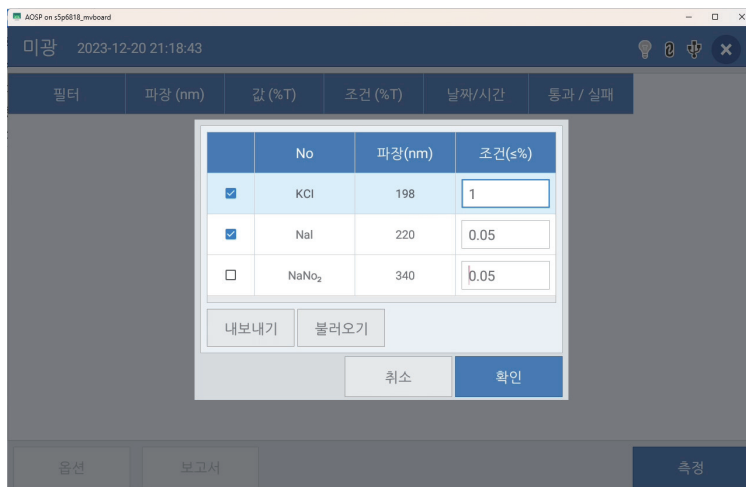 AOSP on s5p6818_mvboard
미광 2023-12-20 21:18:43
필터 파장 (nm) 값 (%T) 조건 (%T) 날짜/시간 통과 / 실패
No 파장(nm) 조건(≤%)
KCl 198 1
NaI 220 0.05
NaNo₂ 340 0.05
내보내기 불러오기
취소 확인
옵션 보고서 측정